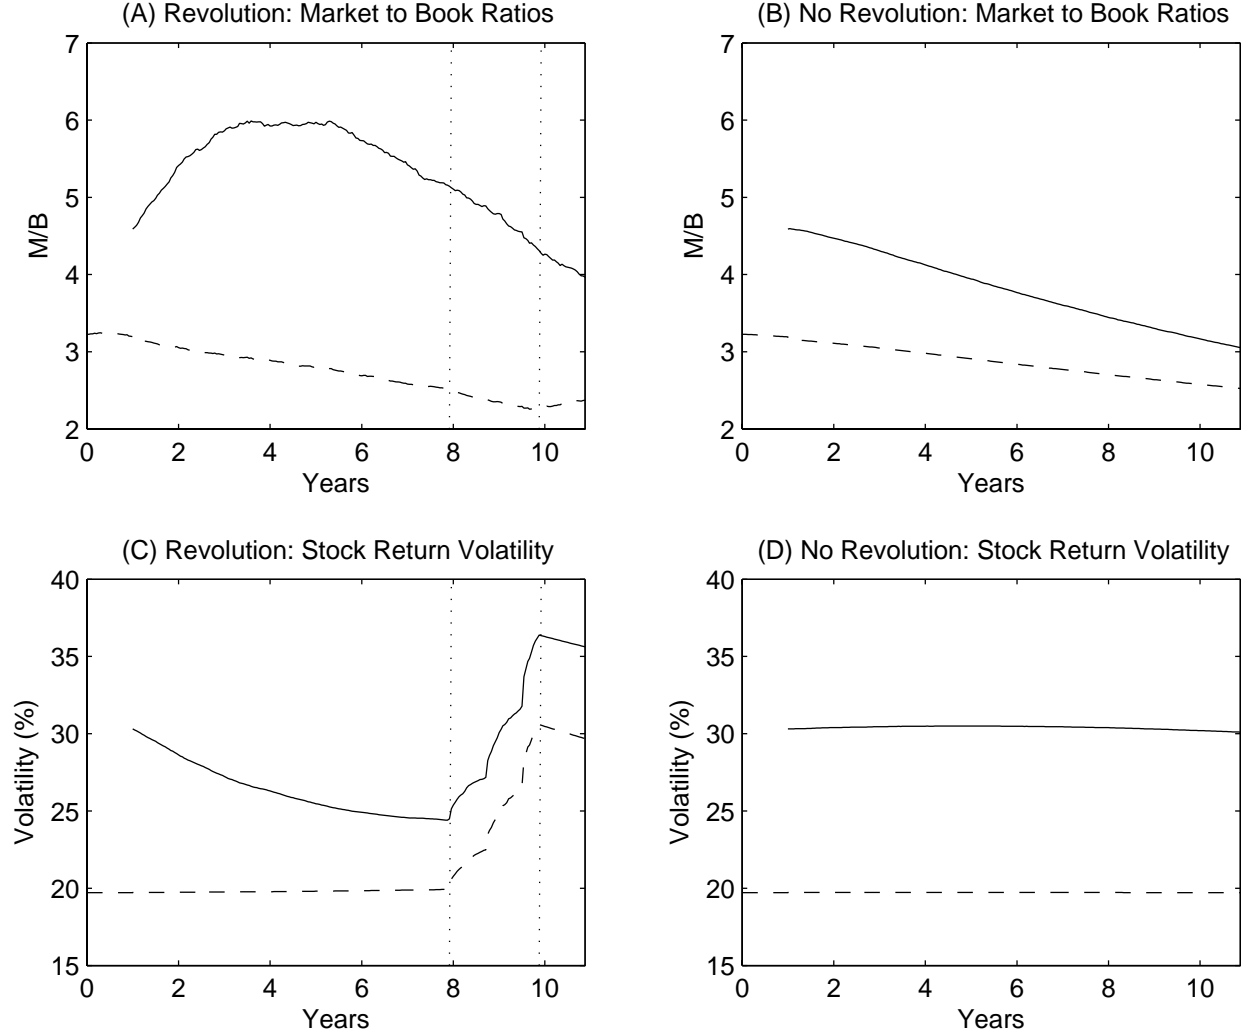 (A) Revolution: Market to Book Ratios
7
6
5
4
3
2
M/B
0 2 4 6 8 10
Years
(B) No Revolution: Market to Book Ratios
7
6
5
4
3
2
M/B
0 2 4 6 8 10
Years
(C) Revolution: Stock Return Volatility
40
35
30
25
20
15
Volatility (%)
0 2 4 6 8 10
Years
(D) No Revolution: Stock Return Volatility
40
35
30
25
20
15
Volatility (%)
0 2 4 6 8 10
Years